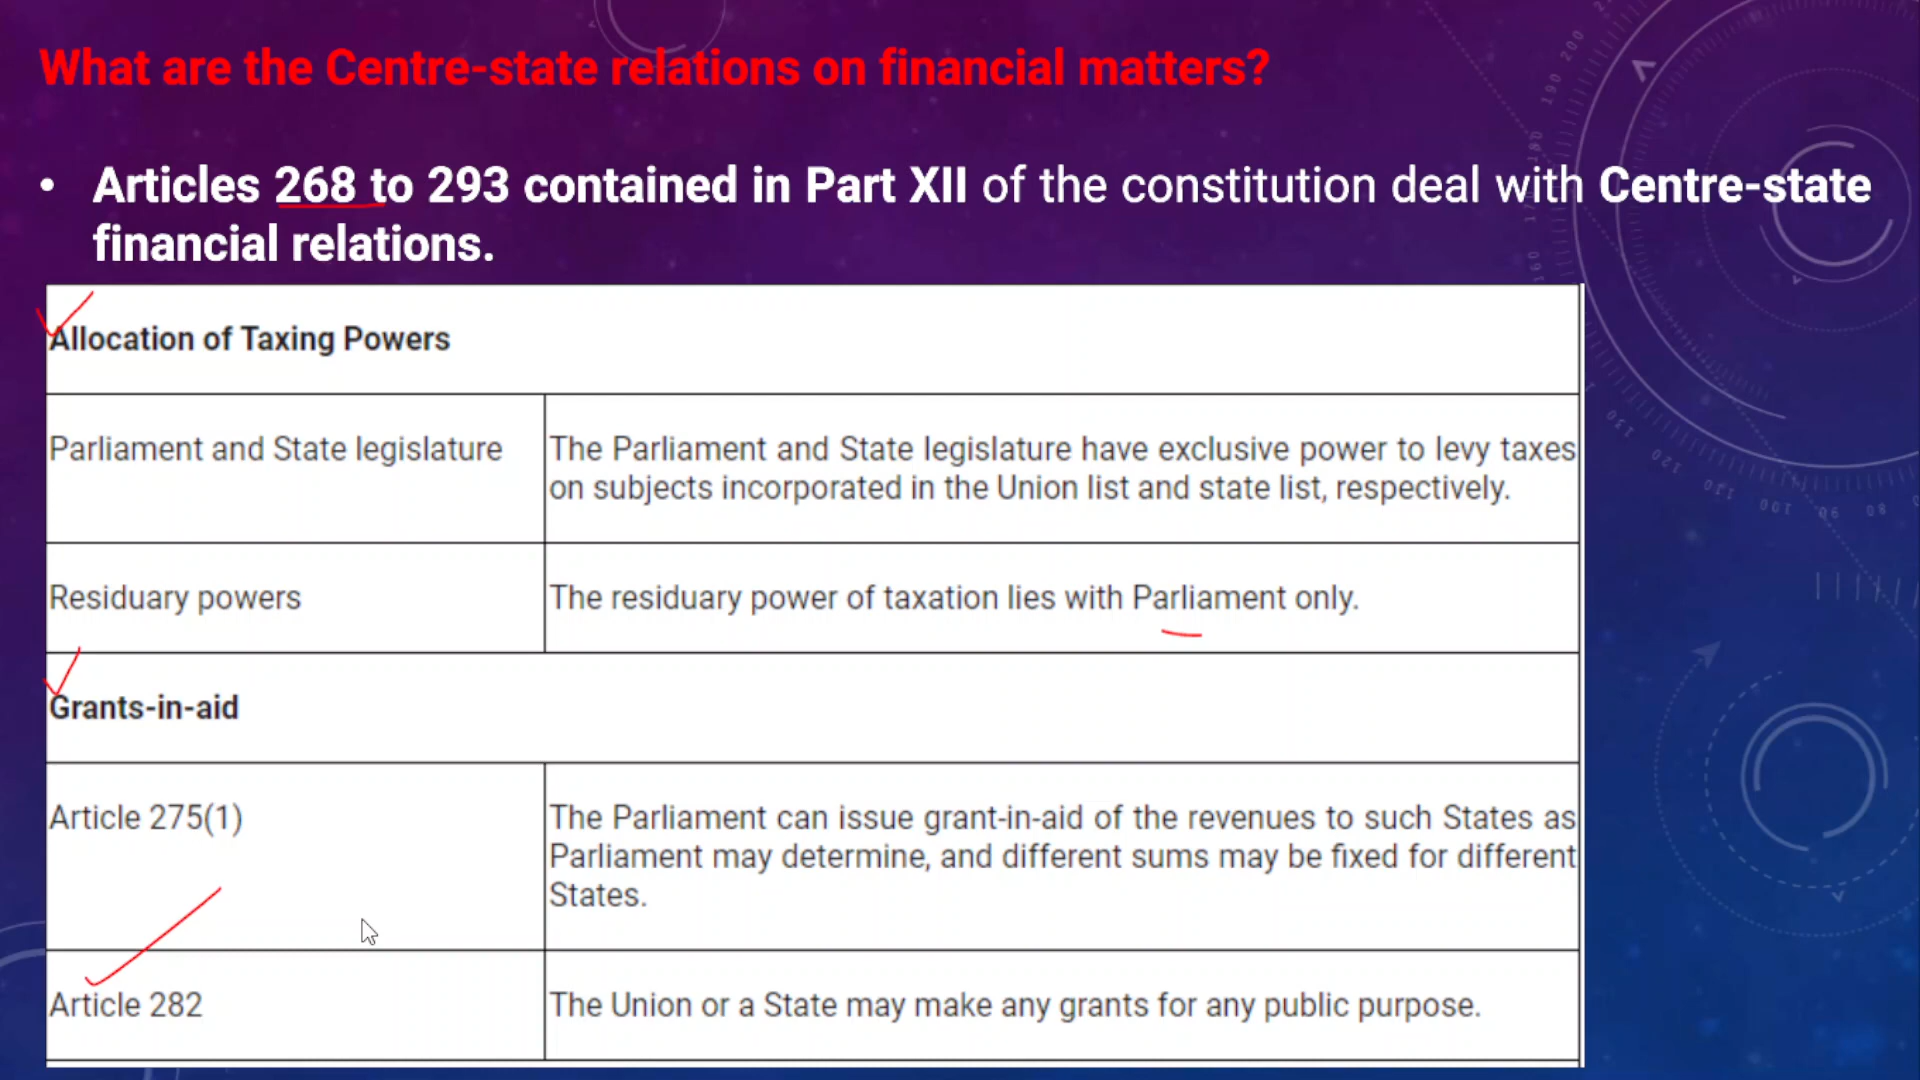 What are the Centre-state relations on financial matters?
• Articles 268 to 293 contained in Part XII of the constitution deal with Centre-state
financial relations.
Allocation of Taxing Powers
Parliament and State legislature
The Parliament and State legislature have exclusive power to levy taxes
on subjects incorporated in the Union list and state list, respectively.
Residuary powers
The residuary power of taxation lies with Parliament only.
Grants-in-aid
Article 275(1)
The Parliament can issue grant-in-aid of the revenues to such States as
Parliament may determine, and different sums may be fixed for different
States.
Article 282
The Union or a State may make any grants for any public purpose.